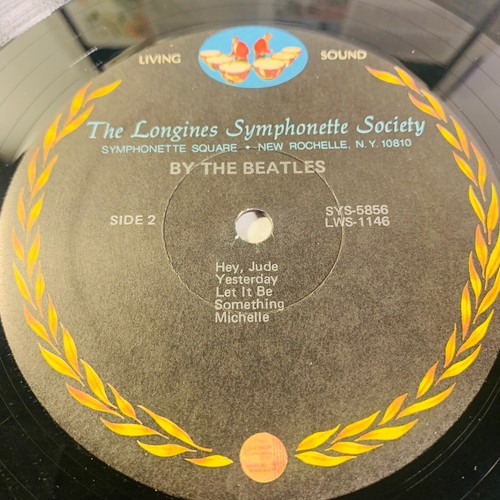 LIVING SOUND
The Longines Symphonette Society
SYMPHONETTE SQUARE • NEW ROCHELLE, N.Y. 10810
BY THE BEATLES
SIDE 2
SYS-5856
LWS-1146
Hey, Jude
Yesterday
Let It Be
Something
Michelle